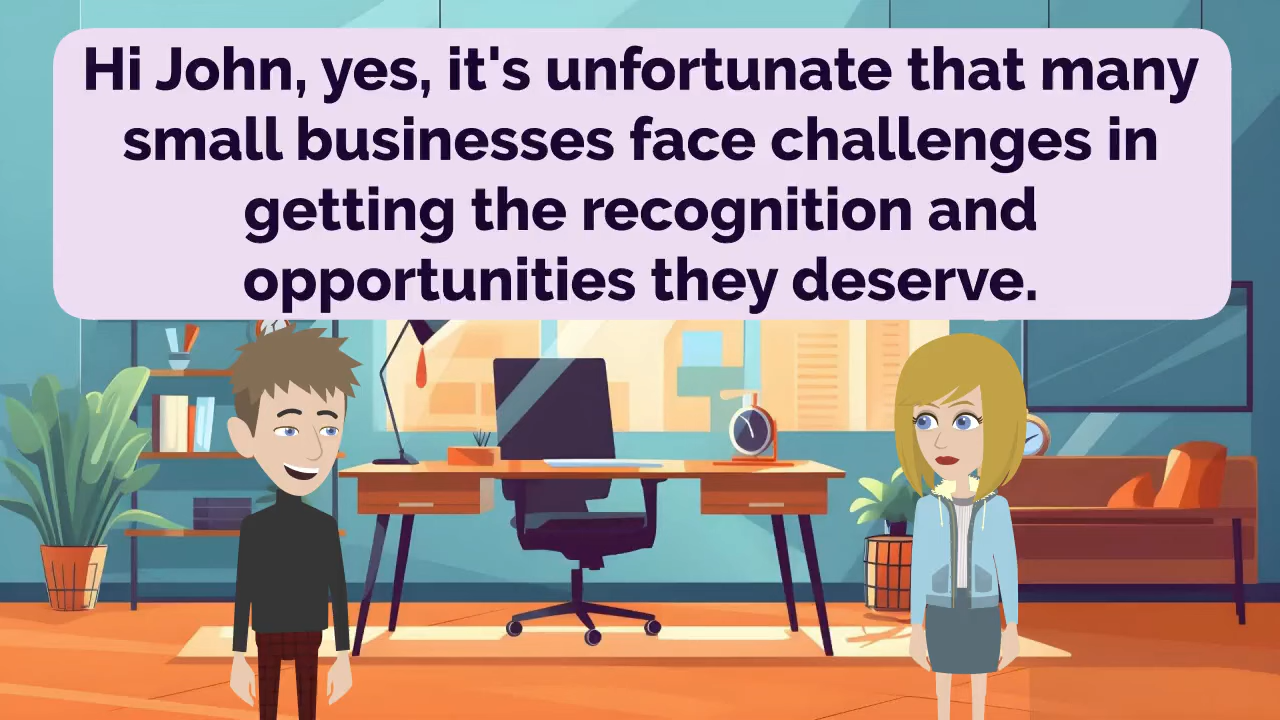 Hi John, yes, it's unfortunate that many
small businesses face challenges in
getting the recognition and
opportunities they deserve.